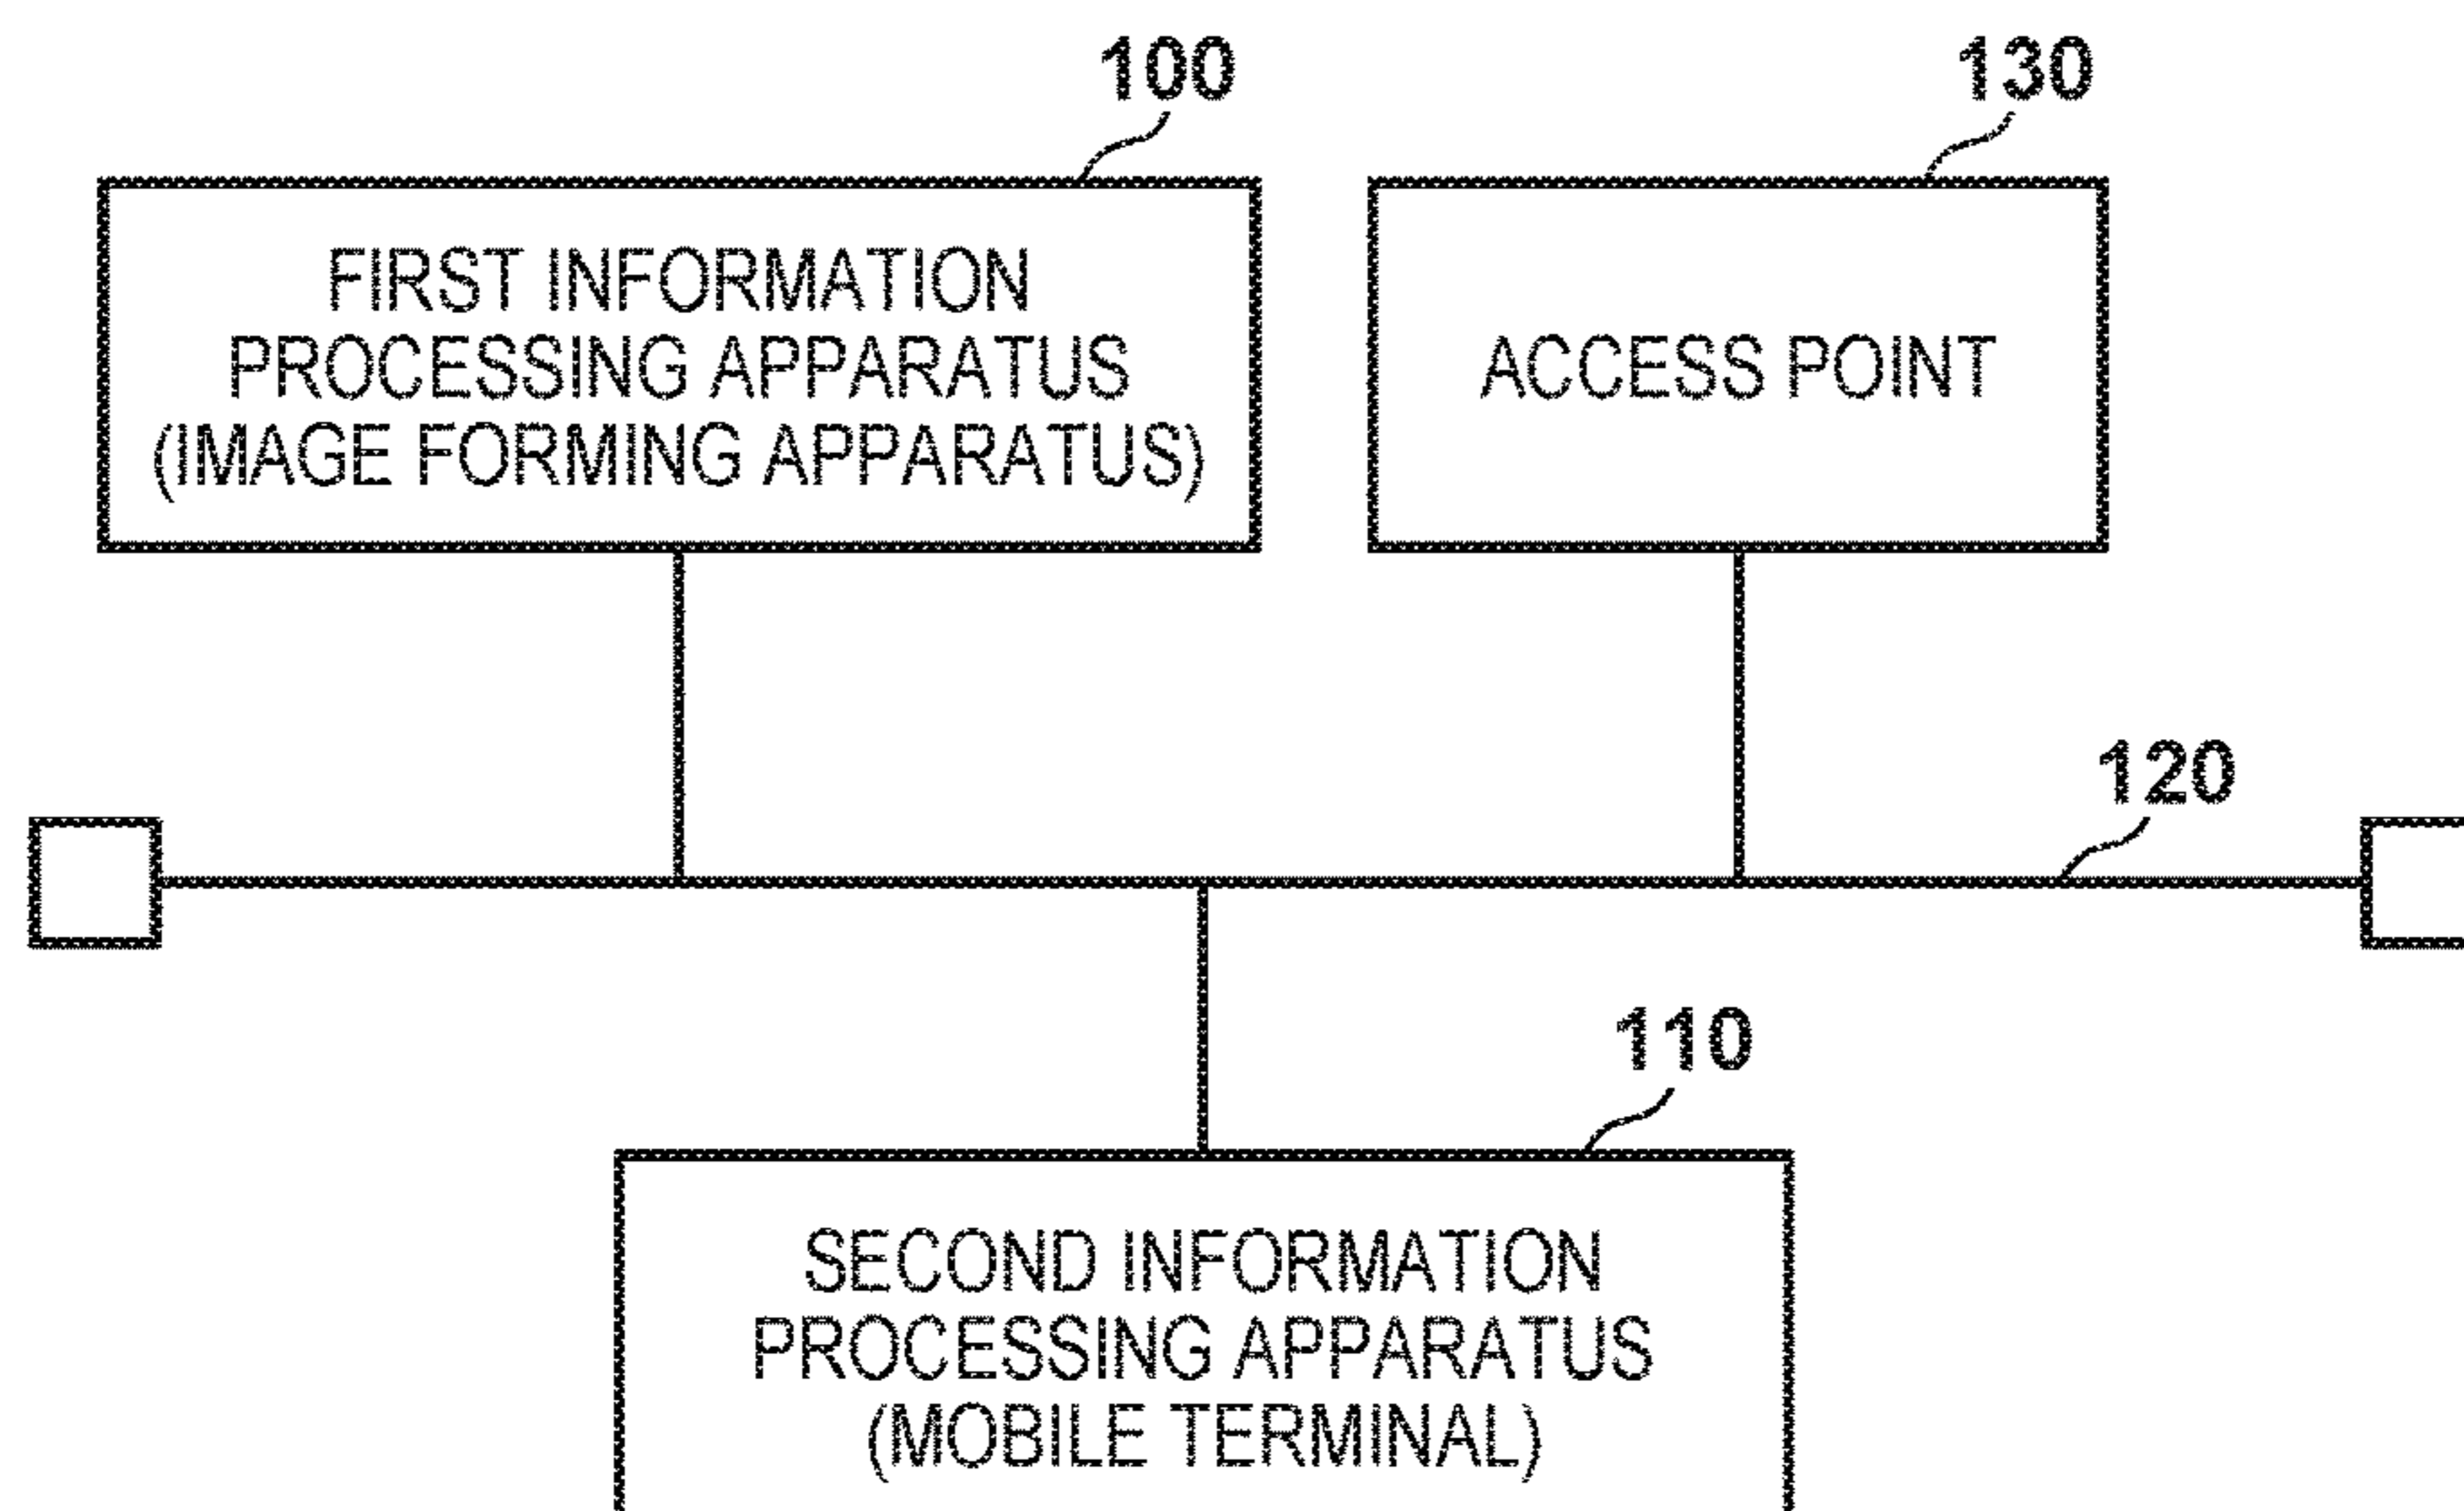 100
130
FIRST INFORMATION
PROCESSING APPARATUS
(IMAGE FORMING APPARATUS)
ACCESS POINT
120
110
SECOND INFORMATION
PROCESSING APPARATUS
(MOBILE TERMINAL)